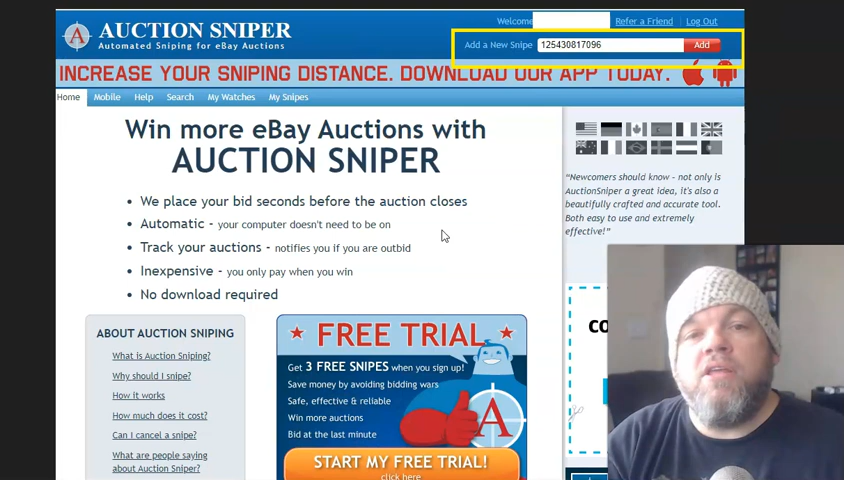 AUCTION SNIPER
Automated Sniping for eBay Auctions
Welcome
Refer a Friend
Log Out
Add a New Snipe
125430817096
Add
INCREASE YOUR SNIPING DISTANCE. DOWNLOAD OUR APP TODAY.
Home
Mobile
Help
Search
My Watches
My Snipes
Win more eBay Auctions with
AUCTION SNIPER
We place your bid seconds before the auction closes
Automatic - your computer doesn't need to be on
Track your auctions - notifies you if you are outbid
Inexpensive - you only pay when you win
No download required
"Newcomers should know - not only is
AuctionSniper a great idea, it's also a
beautifully crafted and accurate tool.
Both easy to use and extremely
effective!"
ABOUT AUCTION SNIPING
What is Auction Sniping?
Why should I snipe?
How it works
How much does it cost?
Can I cancel a snipe?
What are people saying
about Auction Sniper?
FREE TRIAL
Get 3 FREE SNIPES when you sign up!
Save money by avoiding bidding wars
Safe, effective & reliable
Win more auctions
Bid at the last minute
A
START MY FREE TRIAL!
click here